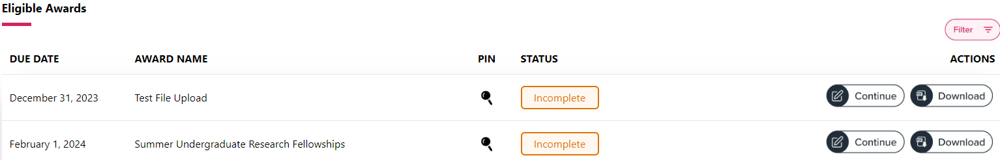 Eligible Awards
Filter
DUE DATE AWARD NAME PIN STATUS ACTIONS
December 31, 2023 Test File Upload Incomplete Continue Download
February 1, 2024 Summer Undergraduate Research Fellowships Incomplete Continue Download